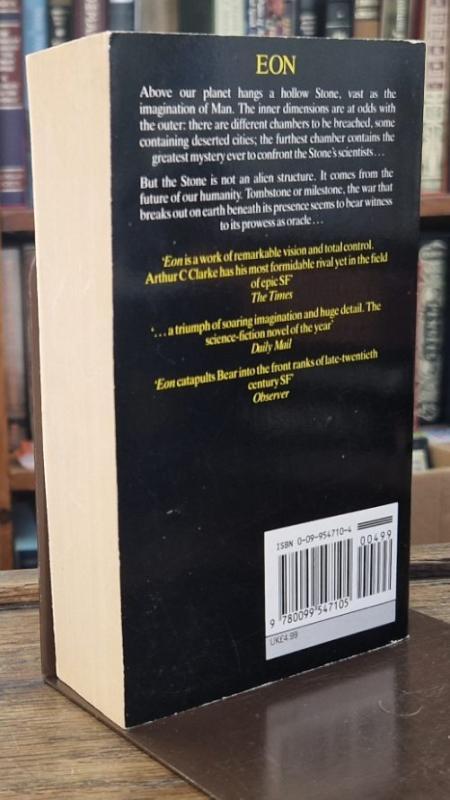 EON
Above our planet hangs a hollow Stone, vast as the
imagination of Man. The inner dimensions are at odds with
the outer: there are different chambers to be breached, some
containing deserted cities; the furthest chamber contains the
greatest mystery ever to confront the Stone's scientists...
But the Stone is not an alien structure. It comes from the
future of our humanity. Tombstone or milestone, the war that
breaks out on earth beneath its presence seems to bear witness
to its prowess as oracle...
'Eon is a work of remarkable vision and total control.
Arthur C Clarke has his most formidable rival yet in the field
of epic SF'
The Times
'...a triumph of soaring imagination and huge detail. The
science-fiction novel of the year'
Daily Mail
'Eon catapults Bear into the front ranks of late-twentieth
century SF'
Observer
ISBN 0-09-954710-4
00499
9 780099 547105
UK£4.99